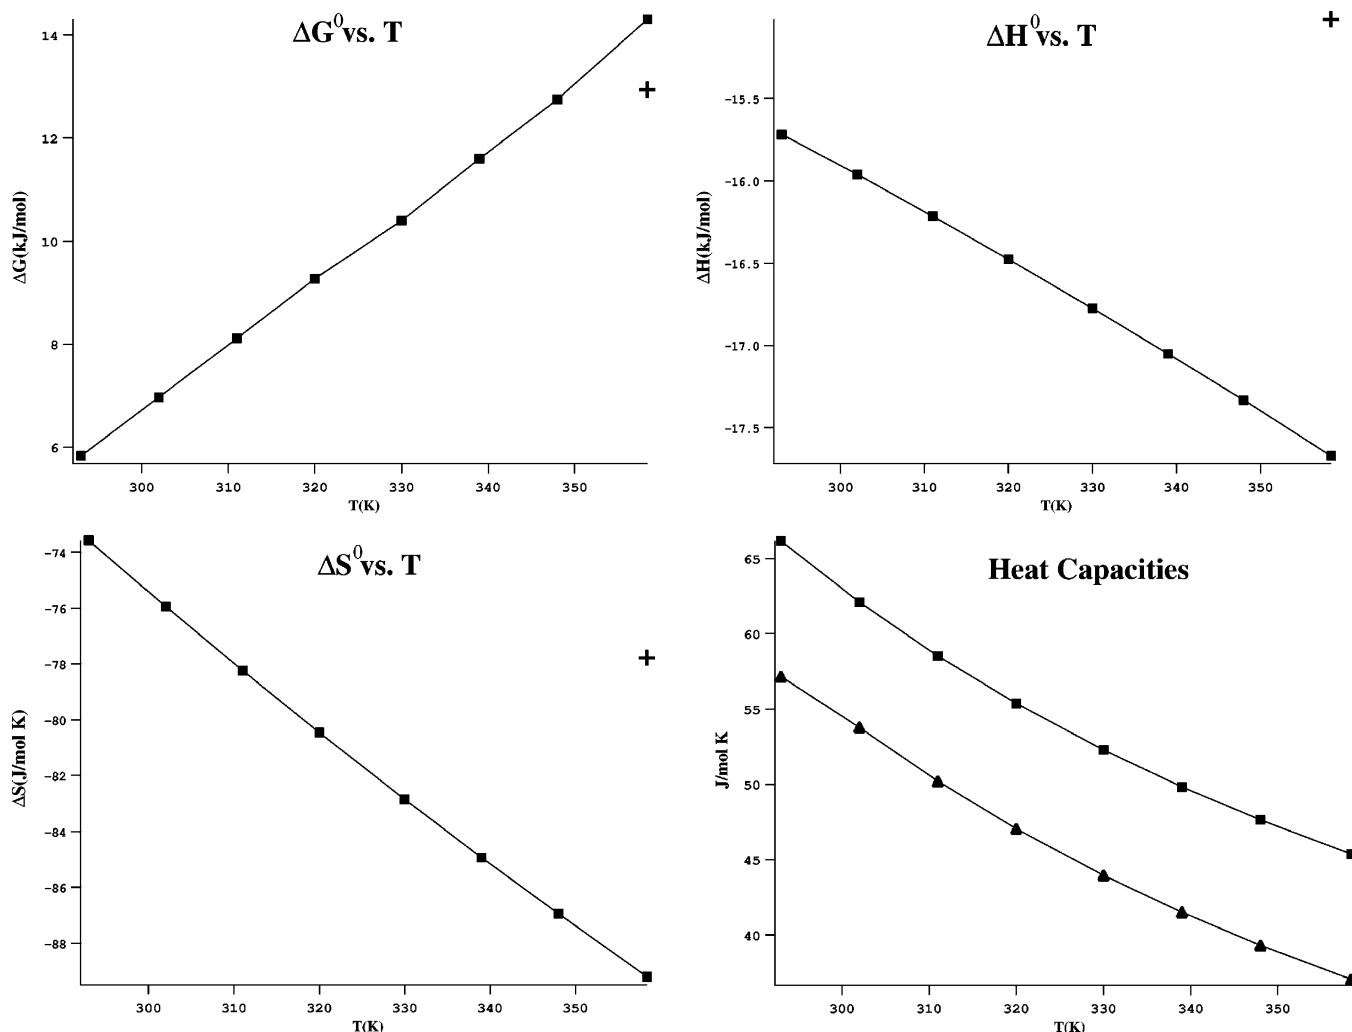 ΔG⁰vs. T
14
12
10
8
6
ΔG(kJ/mol)
300 310 320 330 340 350
T(K)
ΔH⁰vs. T
-15.5
-16.0
-16.5
-17.0
-17.5
ΔH(kJ/mol)
300 310 320 330 340 350
T(K)
ΔS⁰vs. T
-74
-76
-78
-80
-82
-84
-86
-88
ΔS(J/mol K)
300 310 320 330 340 350
T(K)
Heat Capacities
65
60
55
50
45
40
J/mol K
300 310 320 330 340 350
T(K)